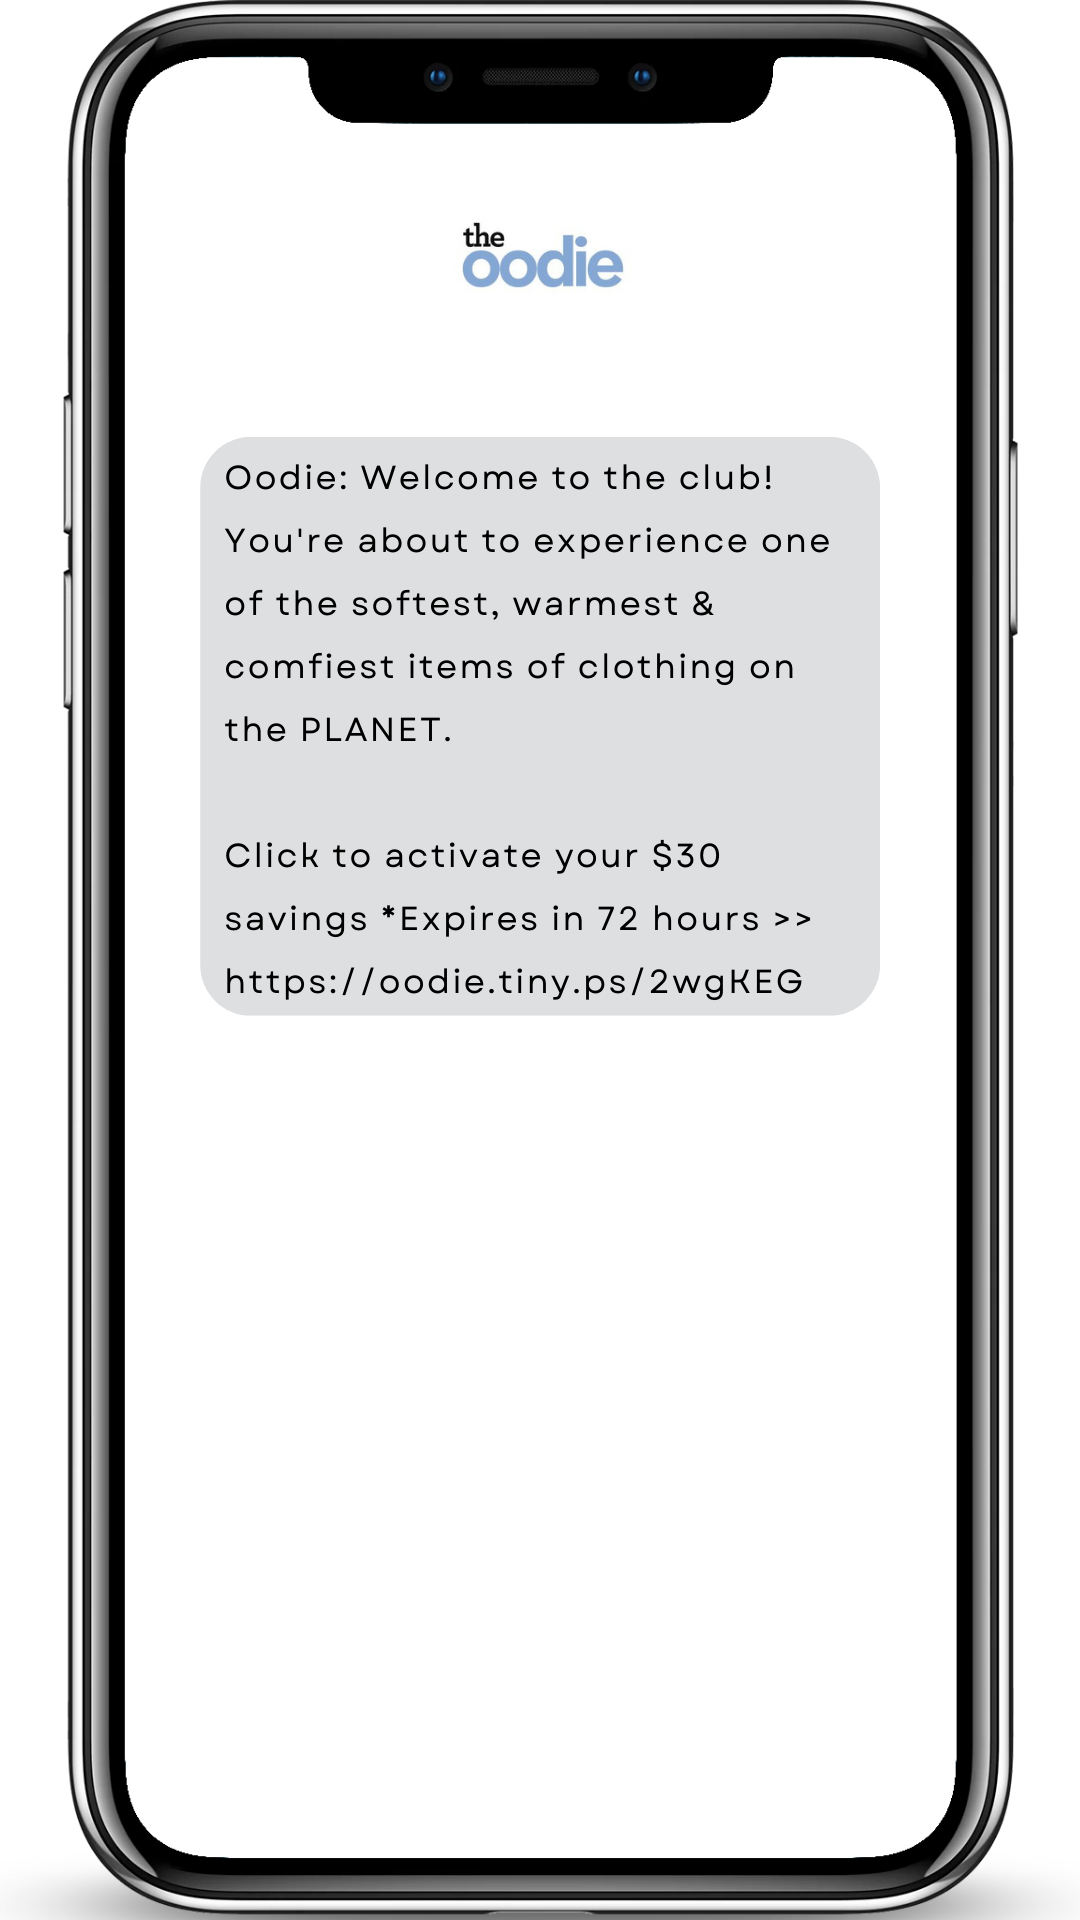 the
oodie
Oodie: Welcome to the club!
You're about to experience one
of the softest, warmest &
comfiest items of clothing on
the PLANET.
Click to activate your $30
savings *Expires in 72 hours >>
https://oodie.tiny.ps/2wgKEG